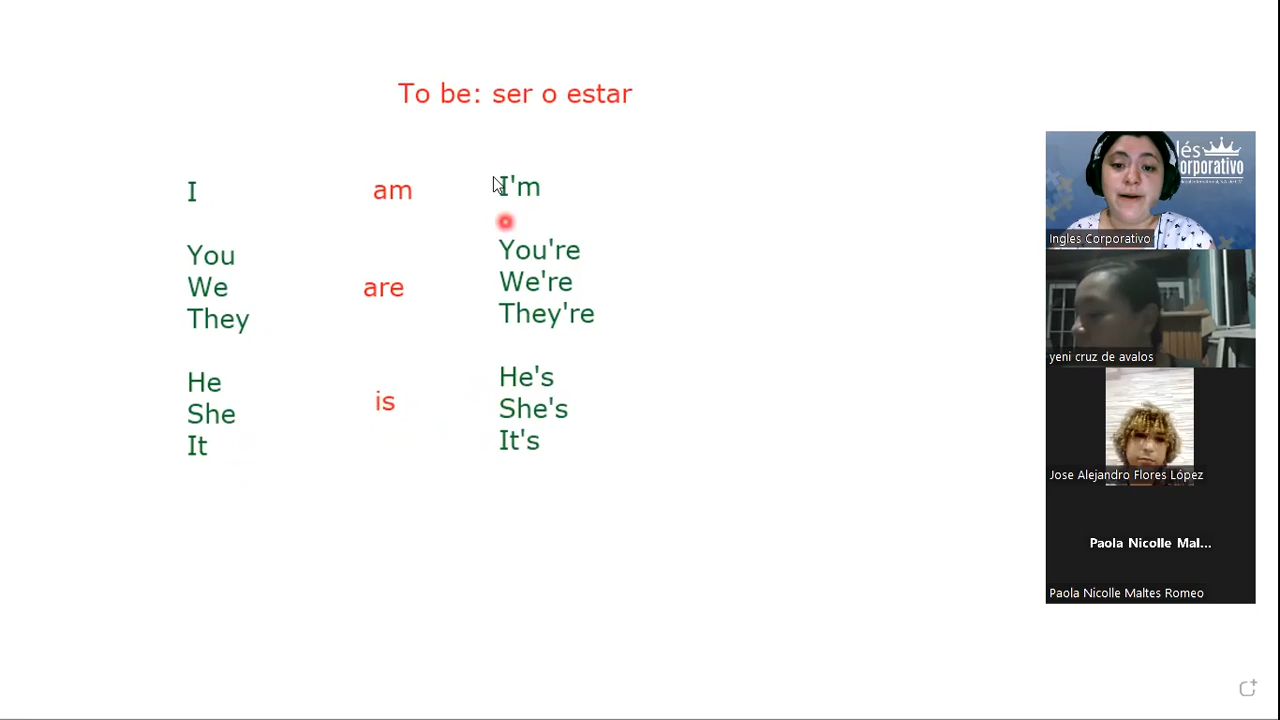 To be: ser o estar
I am I'm
You You're
We are We're
They They're
He He's
She is She's
It It's
lés
orporativo
Ingles Corporativo
yeni cruz de avalos
Jose Alejandro Flores López
Paola Nicolle Mal...
Paola Nicolle Maltes Romeo